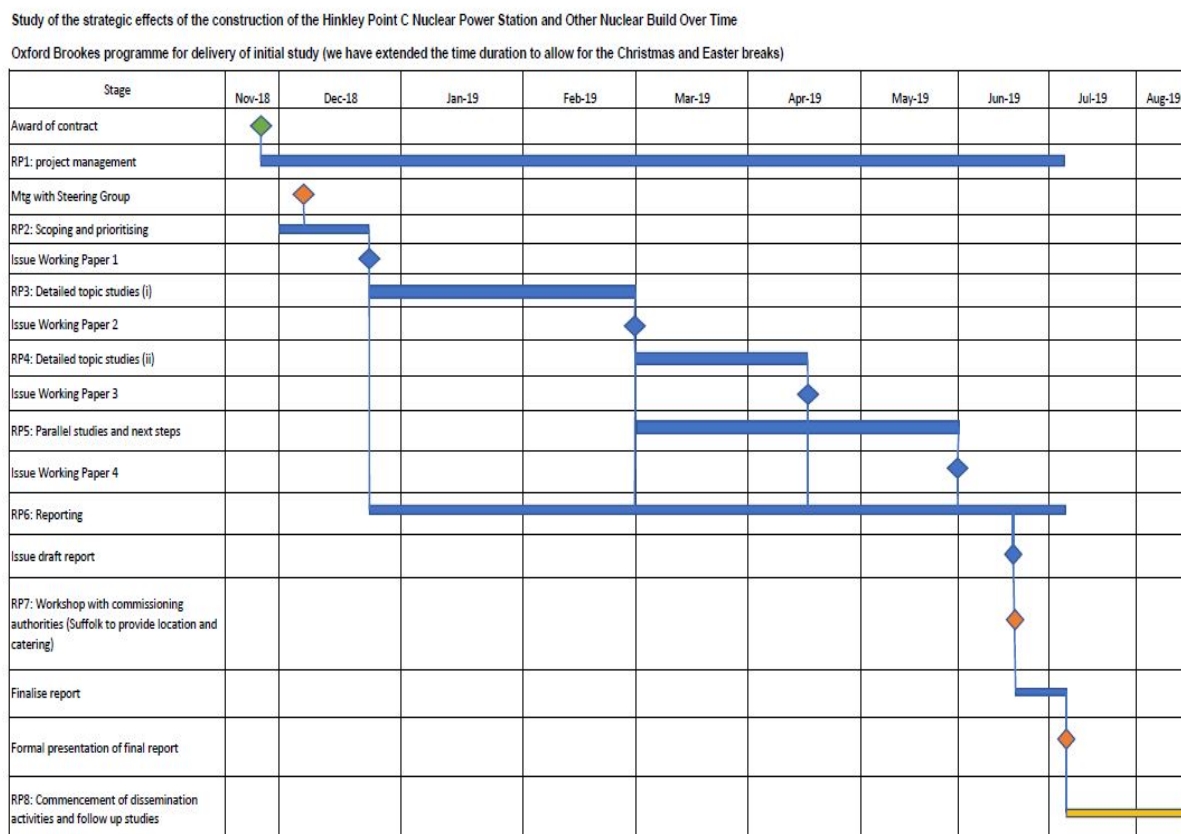 Study of the strategic effects of the construction of the Hinkley Point C Nuclear Power Station and Other Nuclear Build Over Time
Oxford Brookes programme for delivery of initial study (we have extended the time duration to allow for the Christmas and Easter breaks)
Stage Nov-18 Dec-18 Jan-19 Feb-19 Mar-19 Apr-19 May-19 Jun-19 Jul-19 Aug-19
Award of contract
RP1: project management
Mtg with Steering Group
RP2: Scoping and prioritising
Issue Working Paper 1
RP3: Detailed topic studies (i)
Issue Working Paper 2
RP4: Detailed topic studies (ii)
Issue Working Paper 3
RP5: Parallel studies and next steps
Issue Working Paper 4
RP6: Reporting
Issue draft report
RP7: Workshop with commissioning
authorities (Suffolk to provide location and
catering)
Finalise report
Formal presentation of final report
RP8: Commencement of dissemination
activities and follow up studies